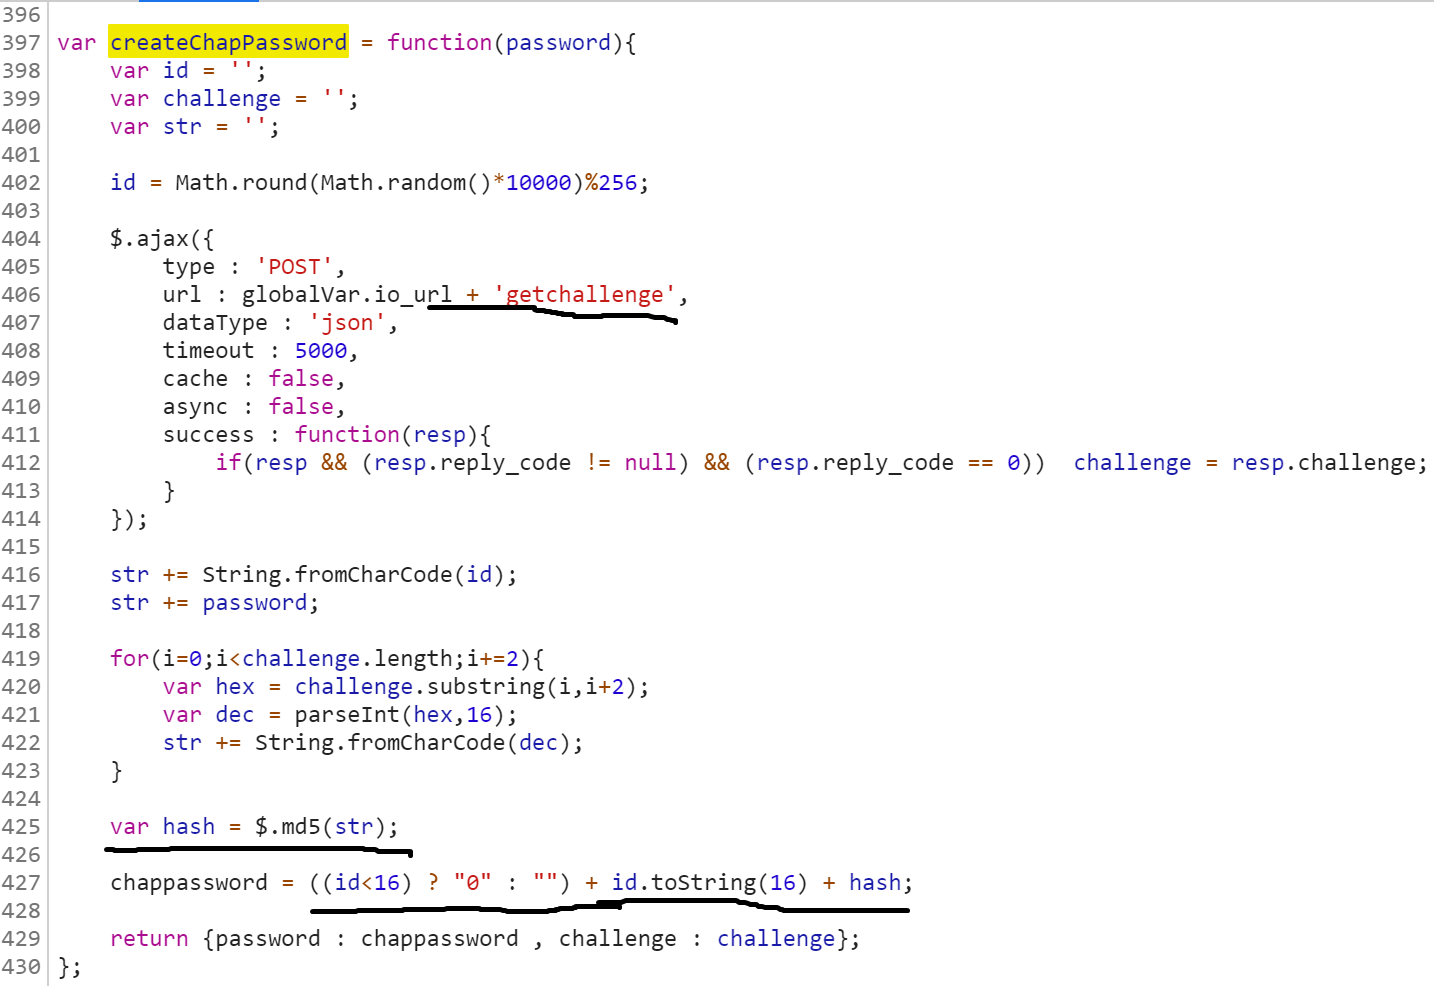 396
397 var createChapPassword = function(password){
398     var id = '';
399     var challenge = '';
400     var str = '';
401
402     id = Math.round(Math.random()*10000)%256;
403
404     $.ajax({
405         type : 'POST',
406         url : globalVar.io_url + 'getchallenge',
407         dataType : 'json',
408         timeout : 5000,
409         cache : false,
410         async : false,
411         success : function(resp){
412             if(resp && (resp.reply_code != null) && (resp.reply_code == 0))  challenge = resp.challenge;
413         }
414     });
415
416     str += String.fromCharCode(id);
417     str += password;
418
419     for(i=0;i<challenge.length;i+=2){
420         var hex = challenge.substring(i,i+2);
421         var dec = parseInt(hex,16);
422         str += String.fromCharCode(dec);
423     }
424
425     var hash = $.md5(str);
426
427     chappassword = ((id<16) ? "0" : "") + id.toString(16) + hash;
428
429     return {password : chappassword , challenge : challenge};
430 };